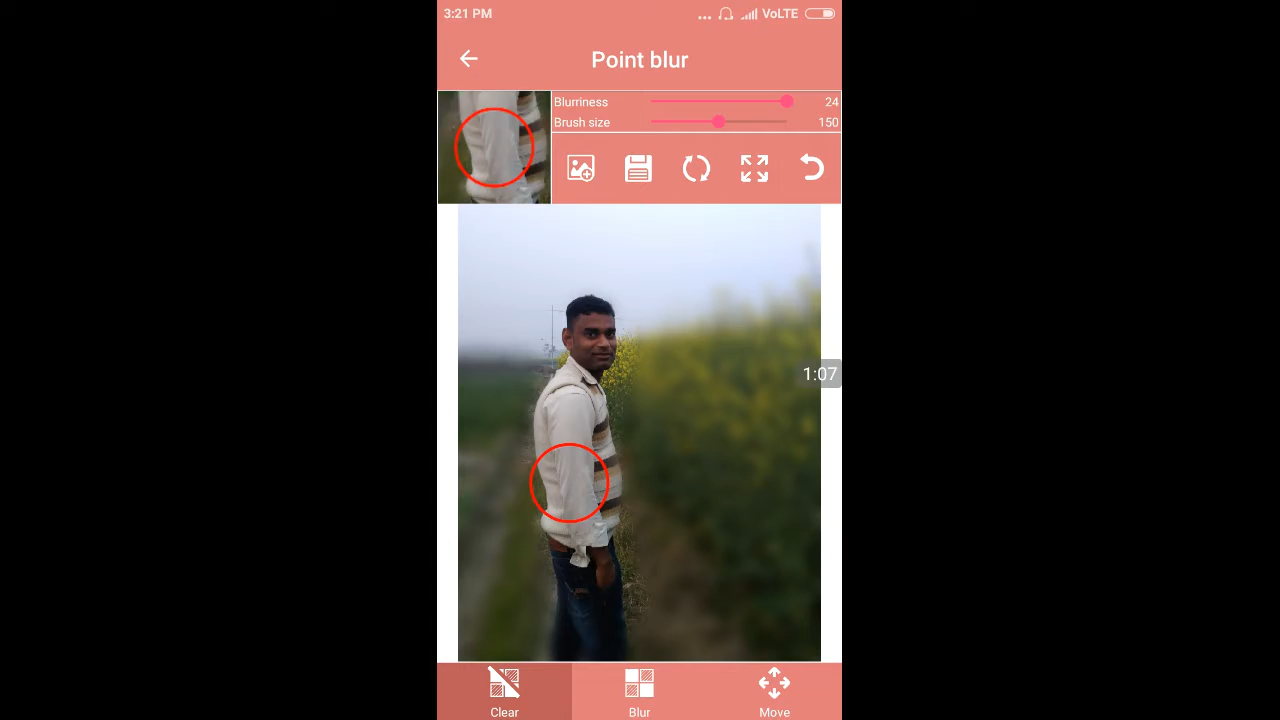 3:21 PM
VoLTE
Point blur
Blurriness 24
Brush size 150
1:07
Clear Blur Move